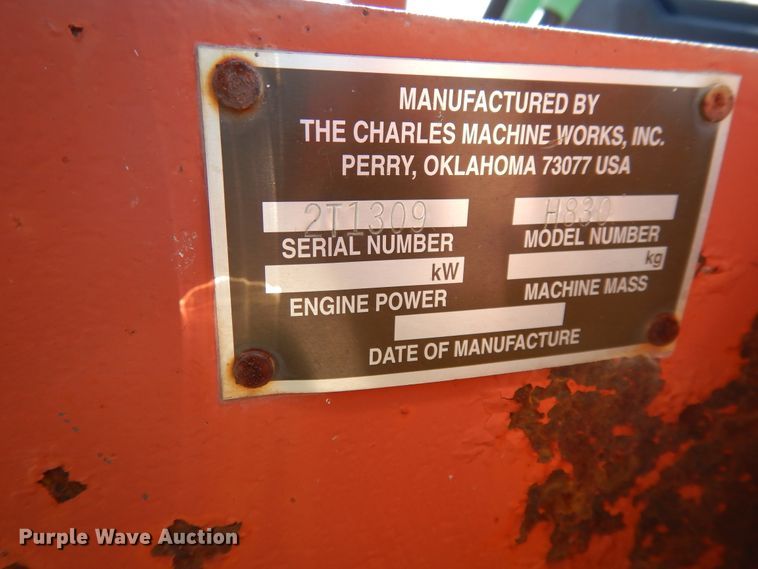 MANUFACTURED BY
THE CHARLES MACHINE WORKS, INC.
PERRY, OKLAHOMA 73077 USA
2T1309 H830
SERIAL NUMBER MODEL NUMBER
kW kg
ENGINE POWER MACHINE MASS
DATE OF MANUFACTURE
Purple Wave Auction